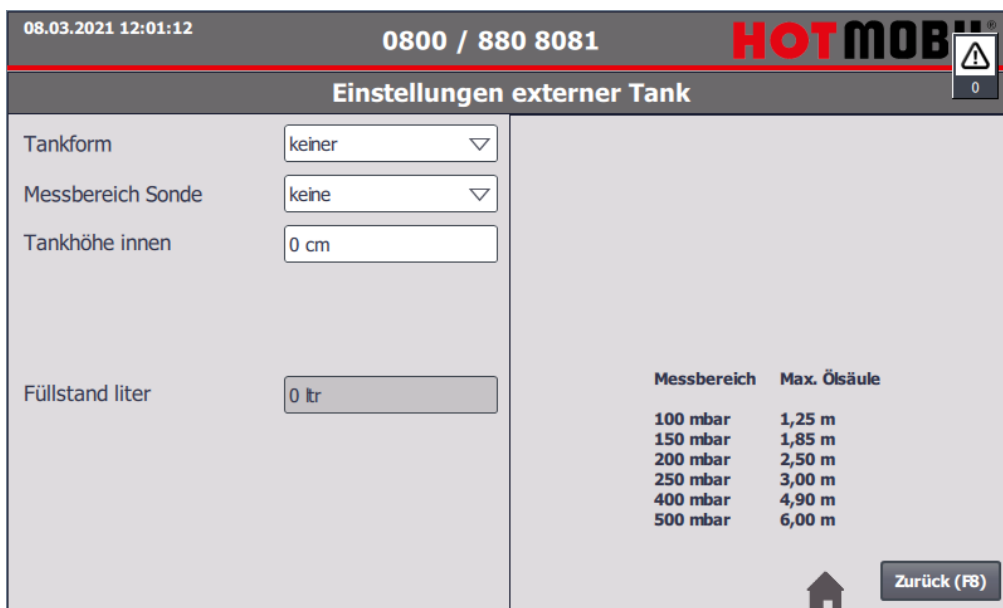 08.03.2021 12:01:12
0800 / 880 8081
HOTMOBIL®
0
Einstellungen externer Tank
Tankform keiner
Messbereich Sonde keine
Tankhöhe innen 0 cm
Füllstand liter 0 ltr
Messbereich Max. Ölsäule
100 mbar 1,25 m
150 mbar 1,85 m
200 mbar 2,50 m
250 mbar 3,00 m
400 mbar 4,90 m
500 mbar 6,00 m
Zurück (F8)